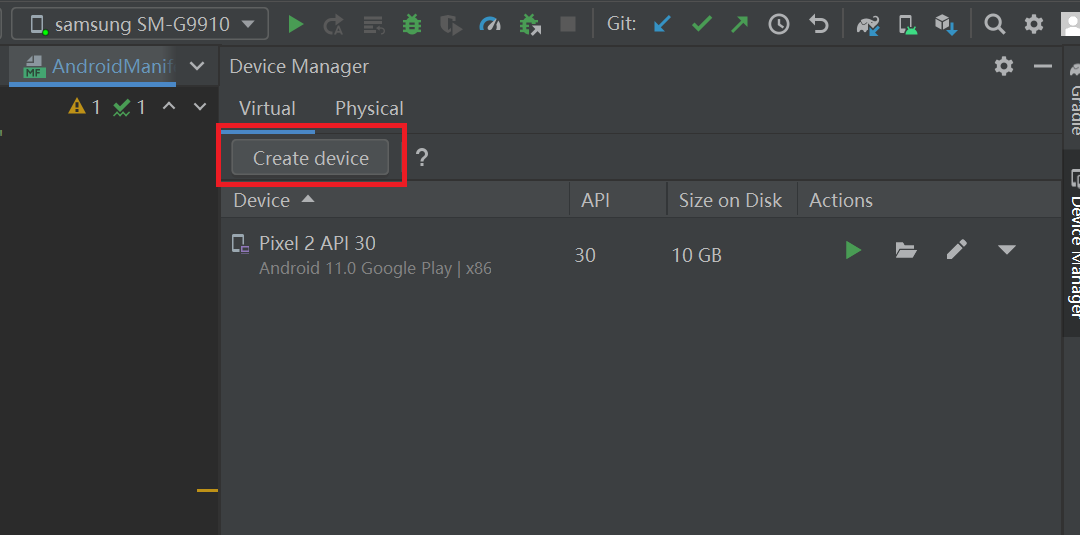 samsung SM-G9910
Git:
MF AndroidManif
Device Manager
1 1
Virtual Physical
Create device ?
Device API Size on Disk Actions
Pixel 2 API 30
Android 11.0 Google Play | x86
30 10 GB
Gradle
Device Manager